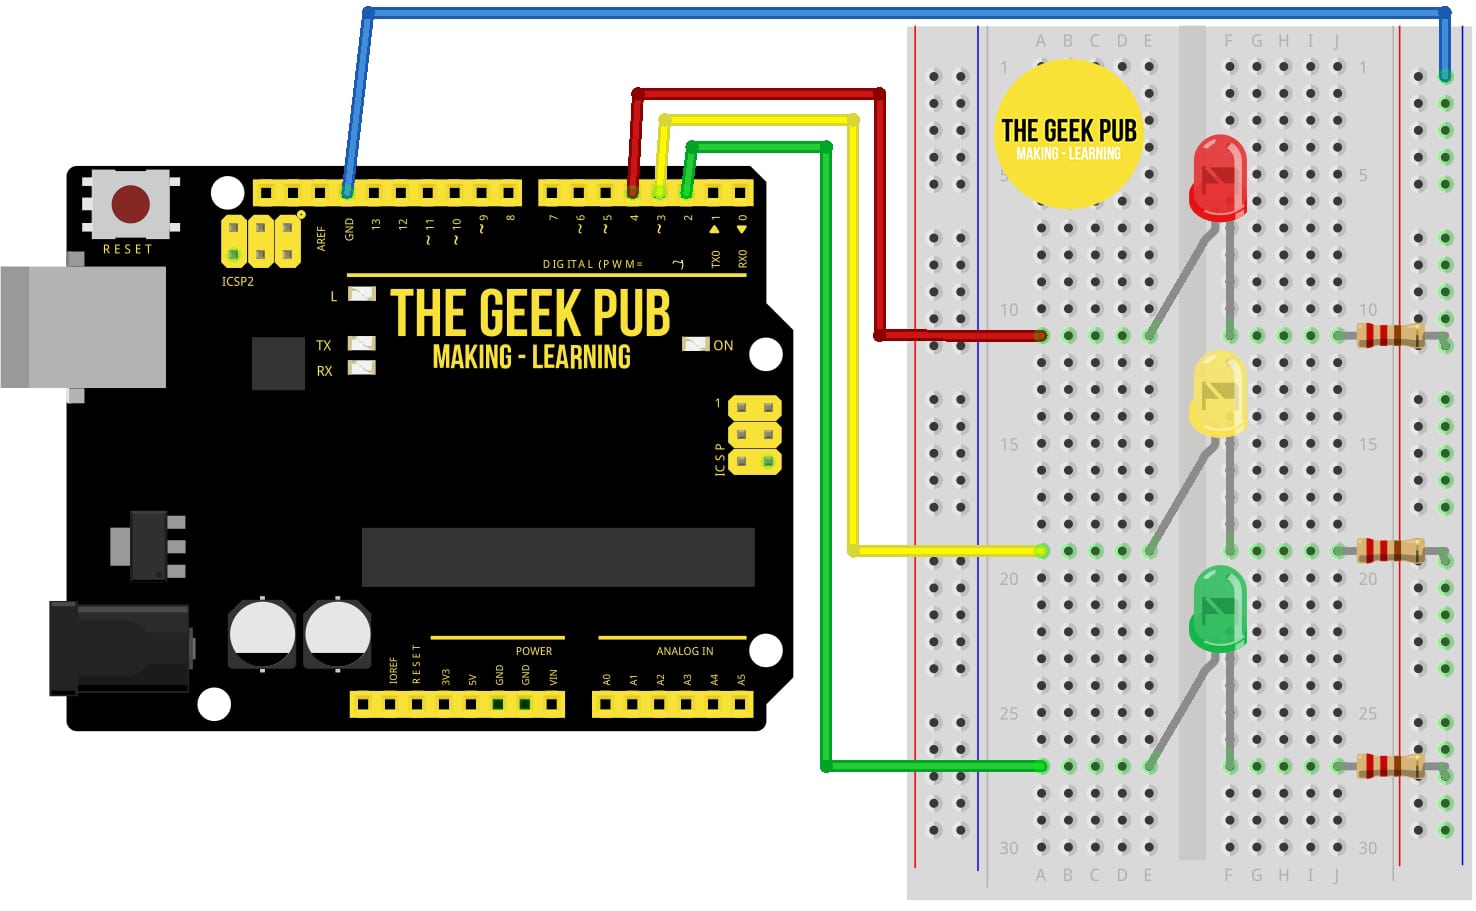 A B C D E F G H I J
1 1
THE GEEK PUB
MAKING - LEARNING
5 5
RESET
ICSP2
AREF
GND
13
12
~11
~10
~9
8
7
~6
~5
4
~3
2
TX0 ▶ 1
RX0 ◀ 0
DIGITAL (PWM= ~)
L
TX
RX
THE GEEK PUB
MAKING - LEARNING
ON
10 10
1
ICSP
15 15
20 20
25 25
30 30
IOREF
RESET
3V3
5V
GND
GND
VIN
POWER
ANALOG IN
A0
A1
A2
A3
A4
A5
A B C D E F G H I J